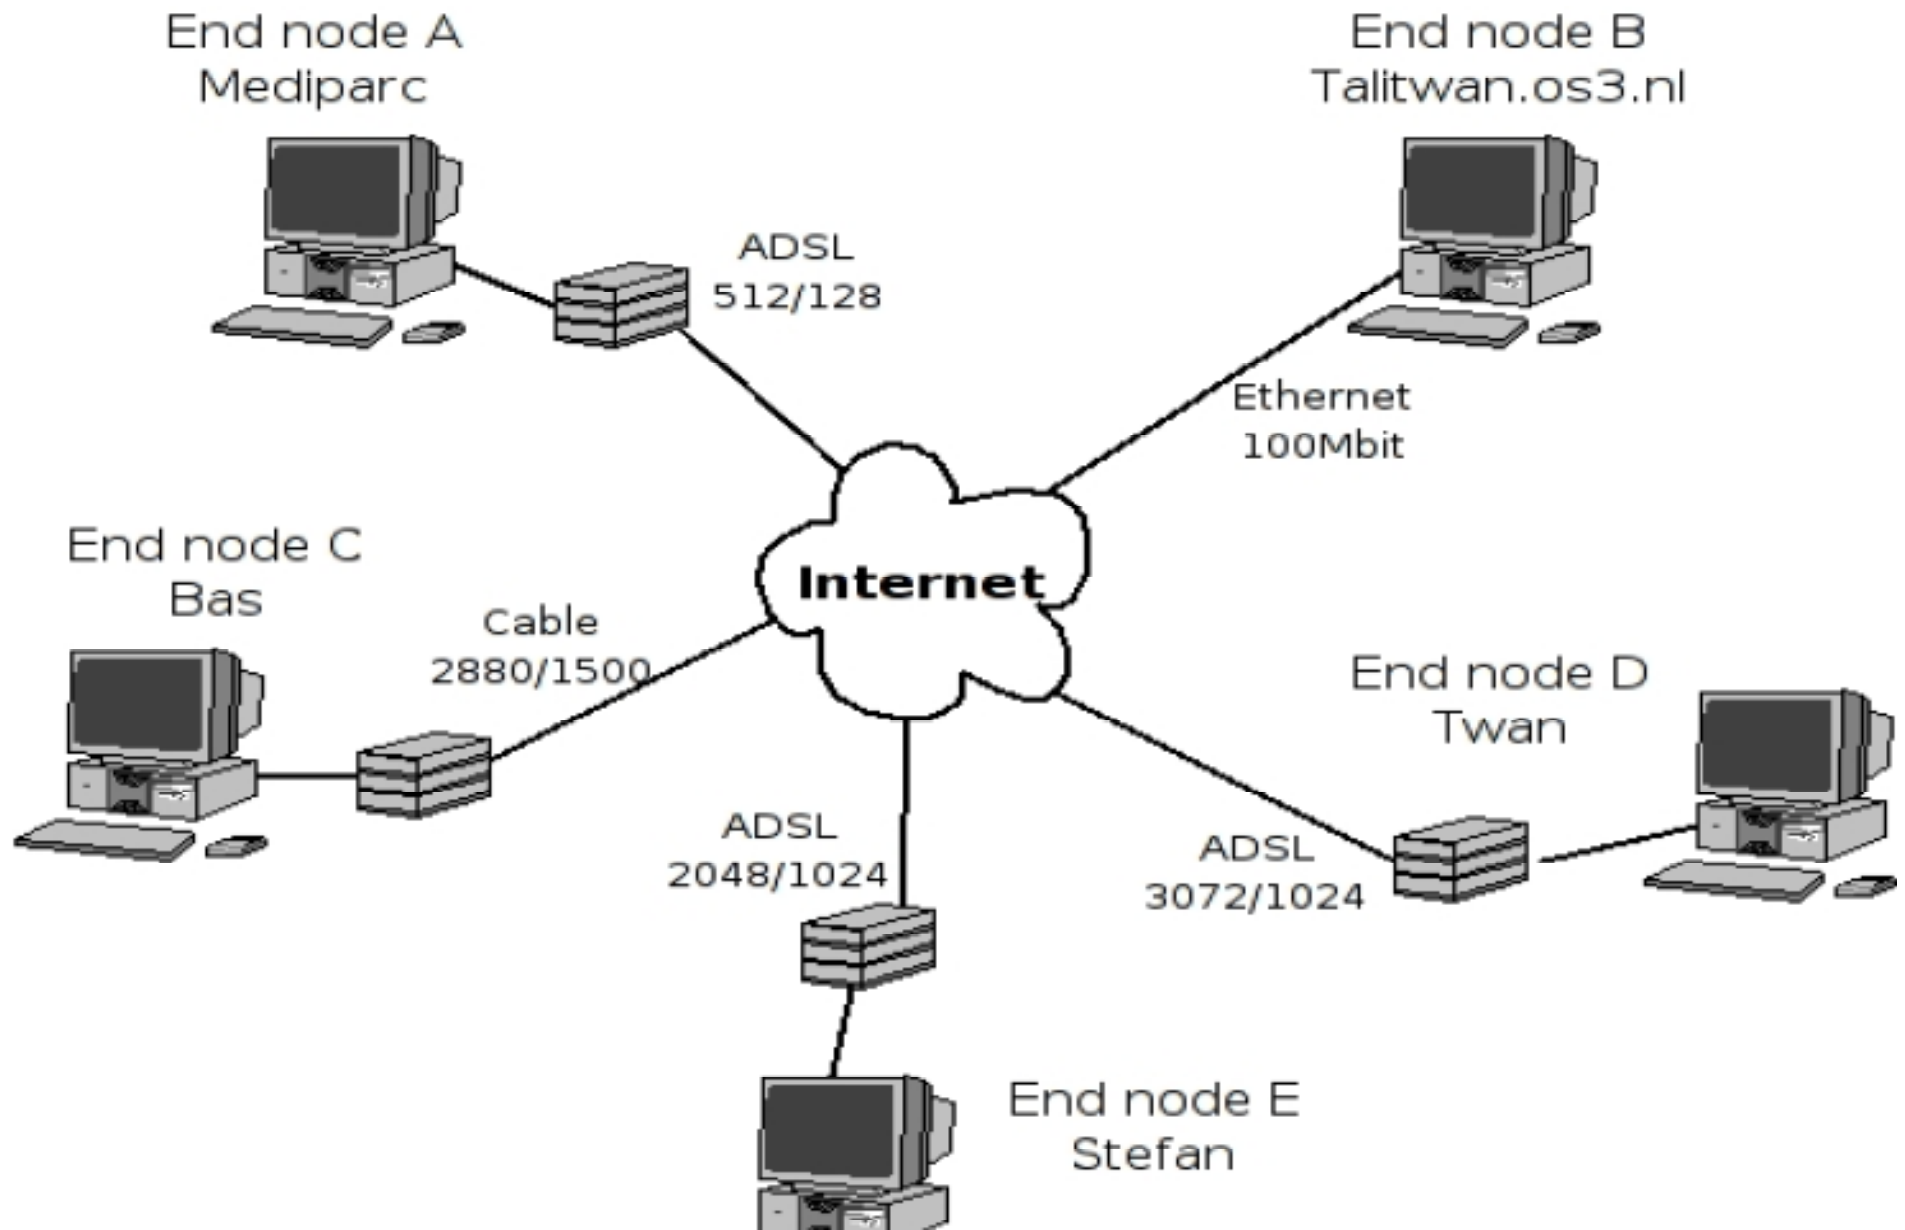 End node A
Mediparc
End node B
Talitwan.os3.nl
ADSL
512/128
Ethernet
100Mbit
End node C
Bas
Internet
Cable
2880/1500
End node D
Twan
ADSL
2048/1024
ADSL
3072/1024
End node E
Stefan